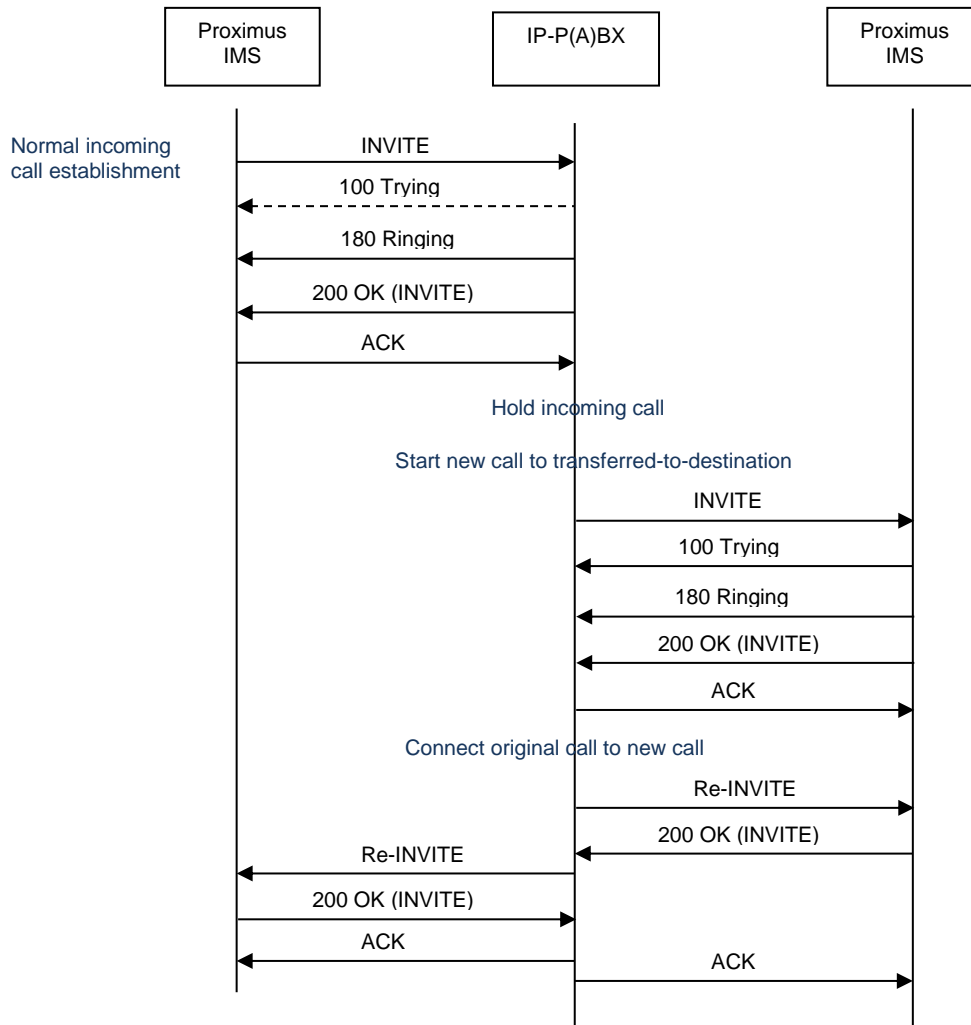 Proximus
IMS
IP-P(A)BX
Proximus
IMS
Normal incoming
call establishment
INVITE
100 Trying
180 Ringing
200 OK (INVITE)
ACK
Hold incoming call
Start new call to transferred-to-destination
INVITE
100 Trying
180 Ringing
200 OK (INVITE)
ACK
Connect original call to new call
Re-INVITE
200 OK (INVITE)
Re-INVITE
200 OK (INVITE)
ACK
ACK